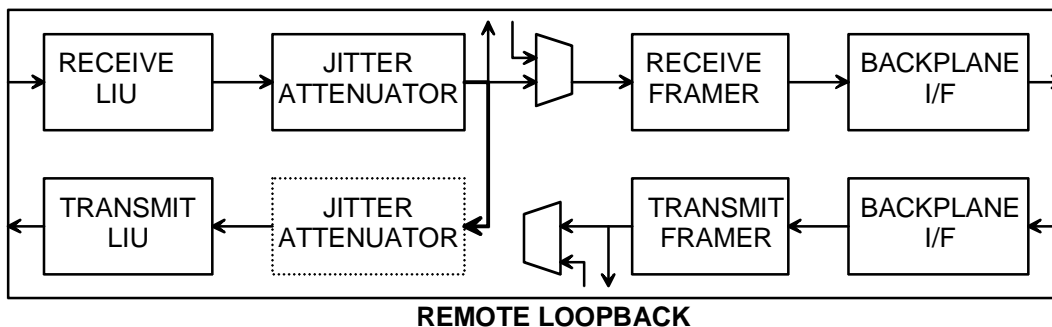 RECEIVE
LIU
JITTER
ATTENUATOR
RECEIVE
FRAMER
BACKPLANE
I/F
TRANSMIT
LIU
JITTER
ATTENUATOR
TRANSMIT
FRAMER
BACKPLANE
I/F
REMOTE LOOPBACK